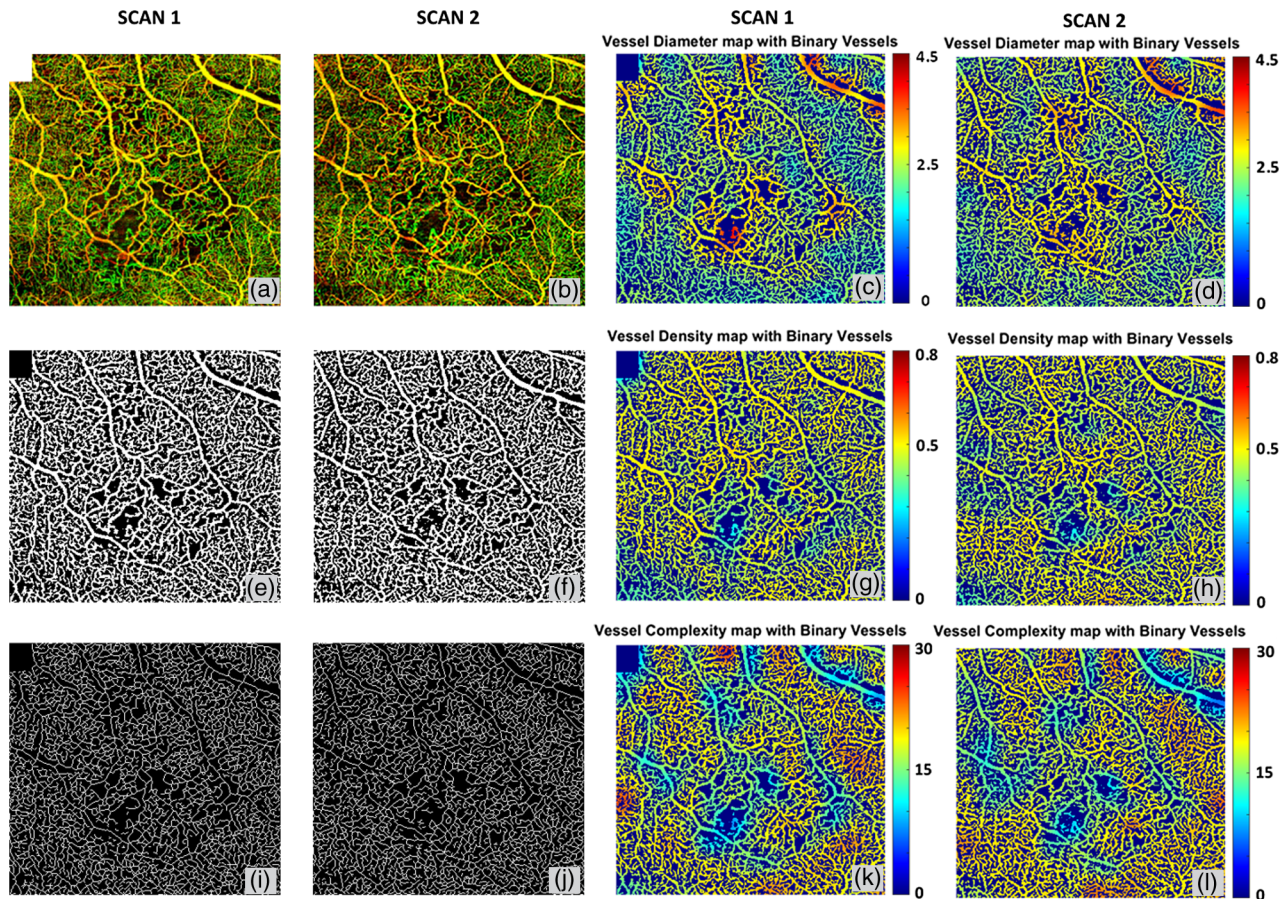 SCAN 1
SCAN 2
SCAN 1
SCAN 2
Vessel Diameter map with Binary Vessels
Vessel Diameter map with Binary Vessels
4.5
2.5
0
4.5
2.5
0
(a)
(b)
(c)
(d)
Vessel Density map with Binary Vessels
Vessel Density map with Binary Vessels
0.8
0.5
0
0.8
0.5
0
(e)
(f)
(g)
(h)
Vessel Complexity map with Binary Vessels
Vessel Complexity map with Binary Vessels
30
15
0
30
15
0
(i)
(j)
(k)
(l)